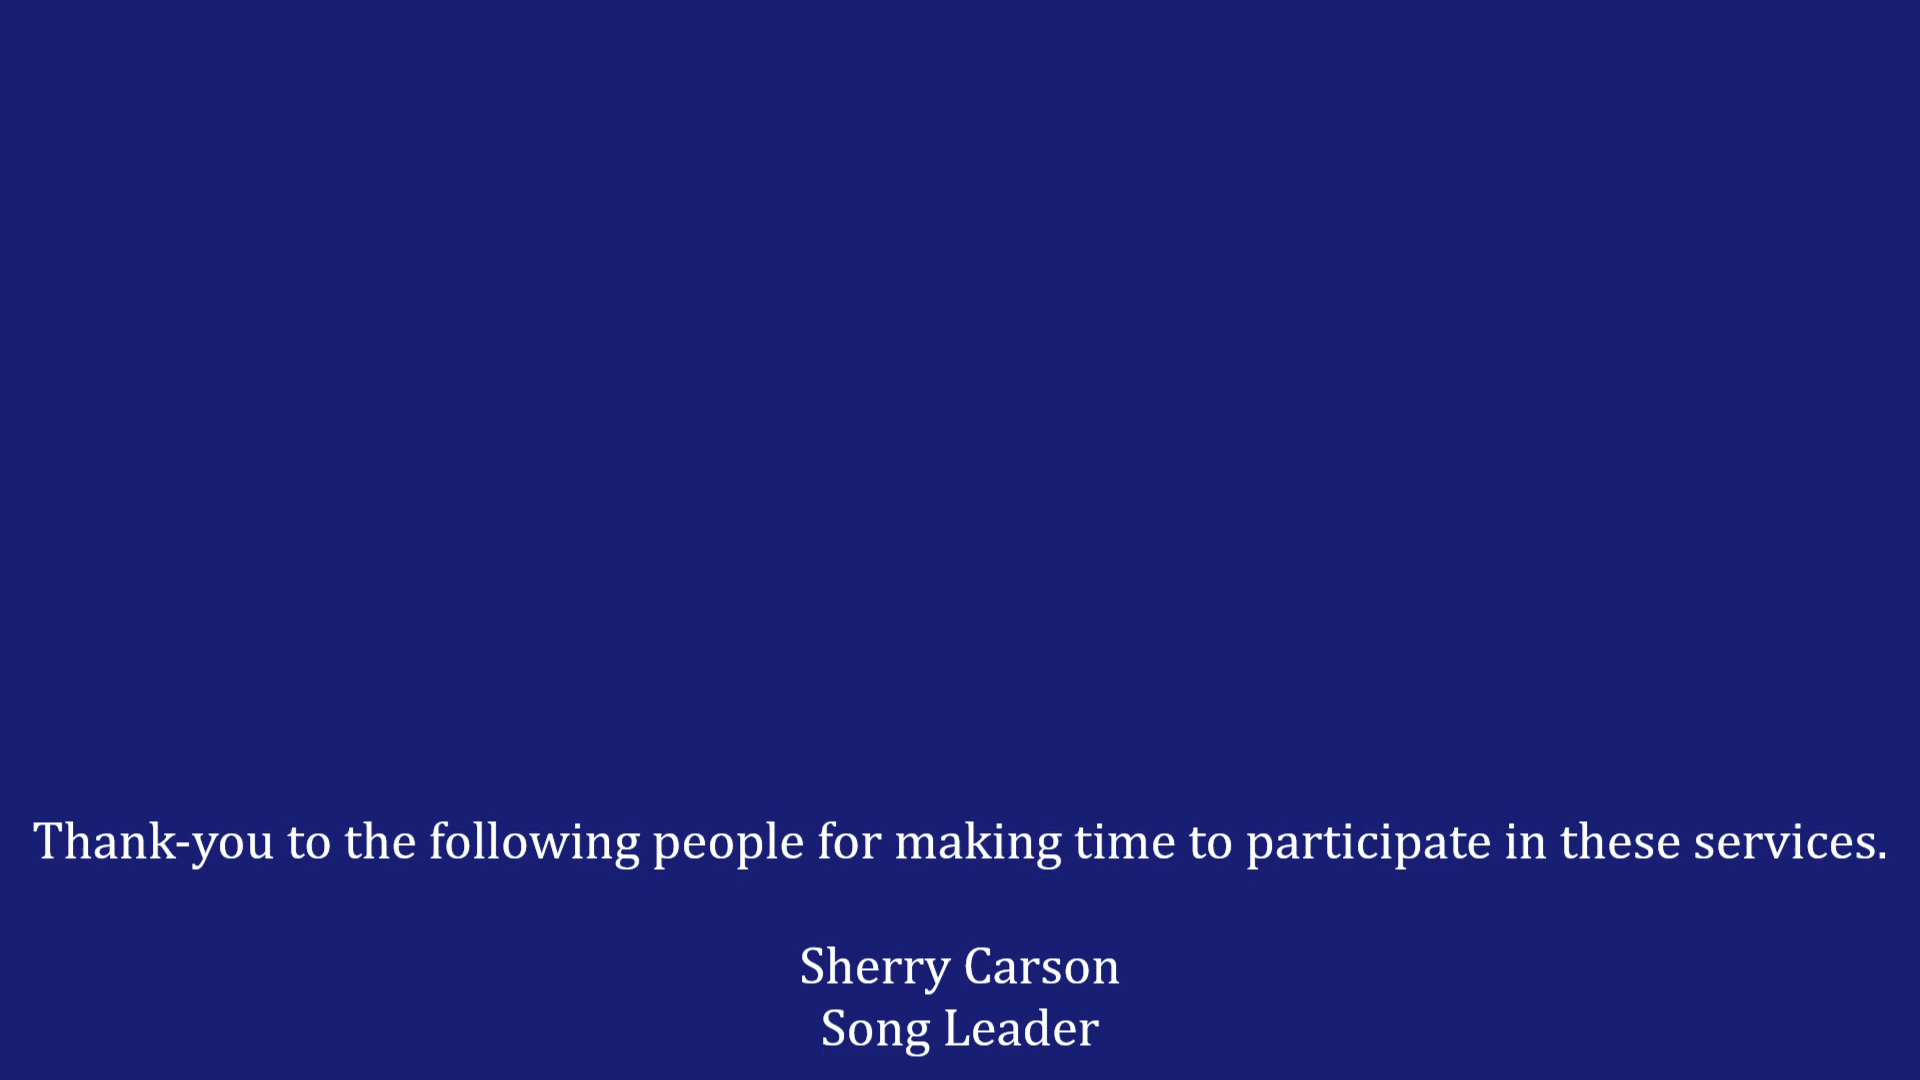 Thank-you to the following people for making time to participate in these services.
Sherry Carson
Song Leader